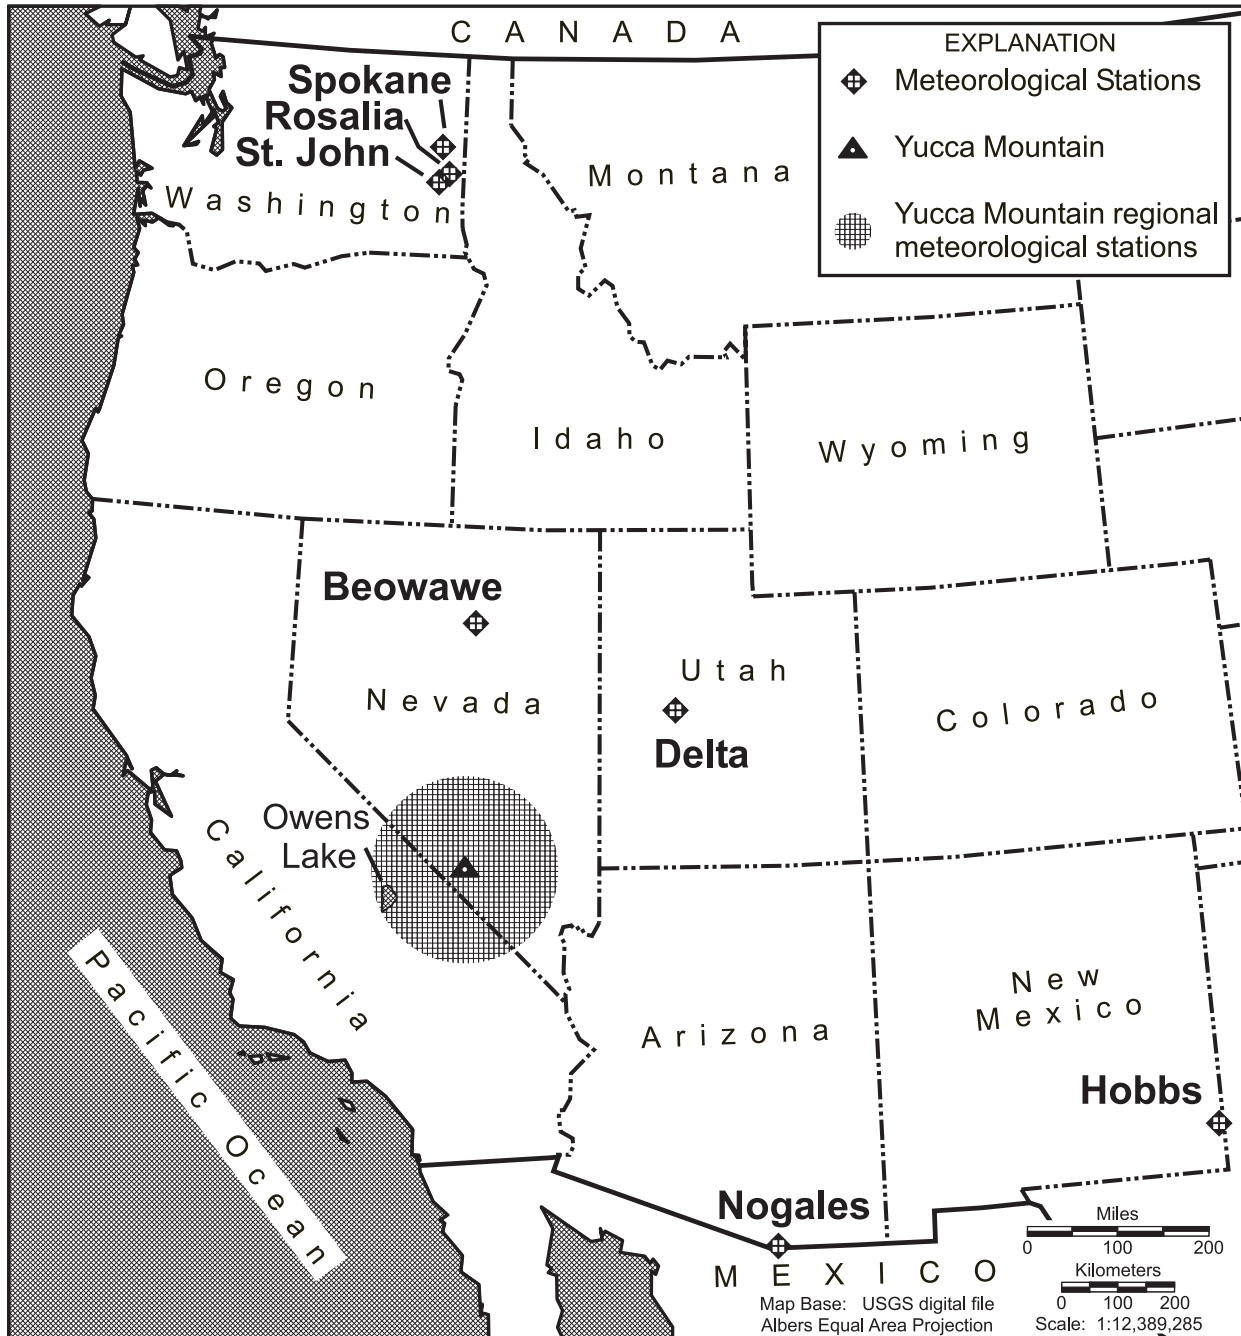 C A N A D A
EXPLANATION
Meteorological Stations
Yucca Mountain
Yucca Mountain regional
meteorological stations
Spokane
Rosalia
St. John
Washington
Montana
Oregon
Idaho
Wyoming
Beowawe
Nevada
Utah
Delta
Colorado
Owens
Lake
California
Pacific Ocean
Arizona
New
Mexico
Hobbs
Nogales
M E X I C O
Miles
0 100 200
Kilometers
0 100 200
Map Base: USGS digital file
Albers Equal Area Projection
Scale: 1:12,389,285